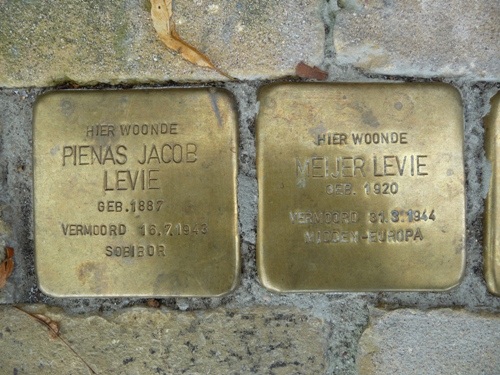 HIER WOONDE
PIENAS JACOB
LEVIE
GEB. 1887
VERMOORD 16.7.1943
SOBIBOR
HIER WOONDE
MEIJER LEVIE
GEB. 1920
VERMOORD 31.3.1944
MIDDEN-EUROPA